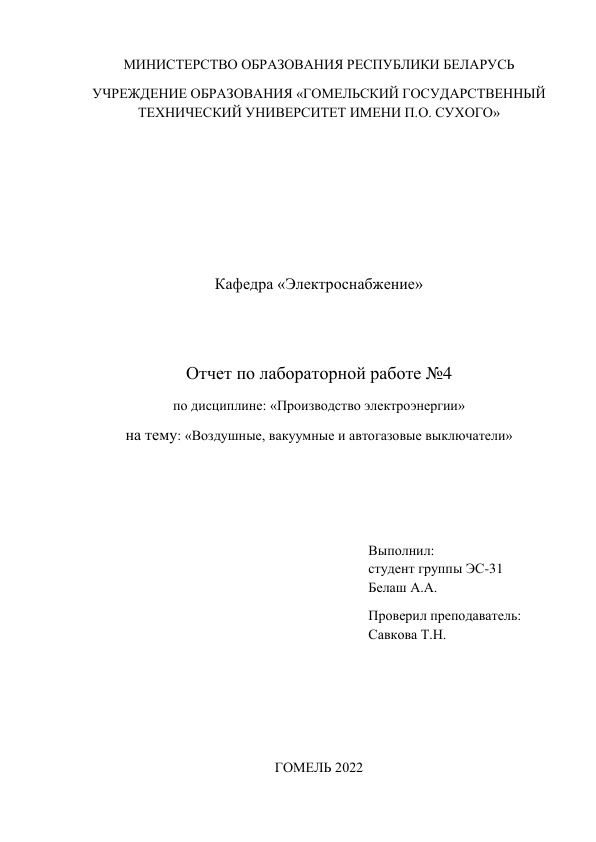 МИНИСТЕРСТВО ОБРАЗОВАНИЯ РЕСПУБЛИКИ БЕЛАРУСЬ
УЧРЕЖДЕНИЕ ОБРАЗОВАНИЯ «ГОМЕЛЬСКИЙ ГОСУДАРСТВЕННЫЙ
ТЕХНИЧЕСКИЙ УНИВЕРСИТЕТ ИМЕНИ П.О. СУХОГО»
Кафедра «Электроснабжение»
Отчет по лабораторной работе №4
по дисциплине: «Производство электроэнергии»
на тему: «Воздушные, вакуумные и автогазовые выключатели»
Выполнил:
студент группы ЭС-31
Белаш А.А.
Проверил преподаватель:
Савкова Т.Н.
ГОМЕЛЬ 2022